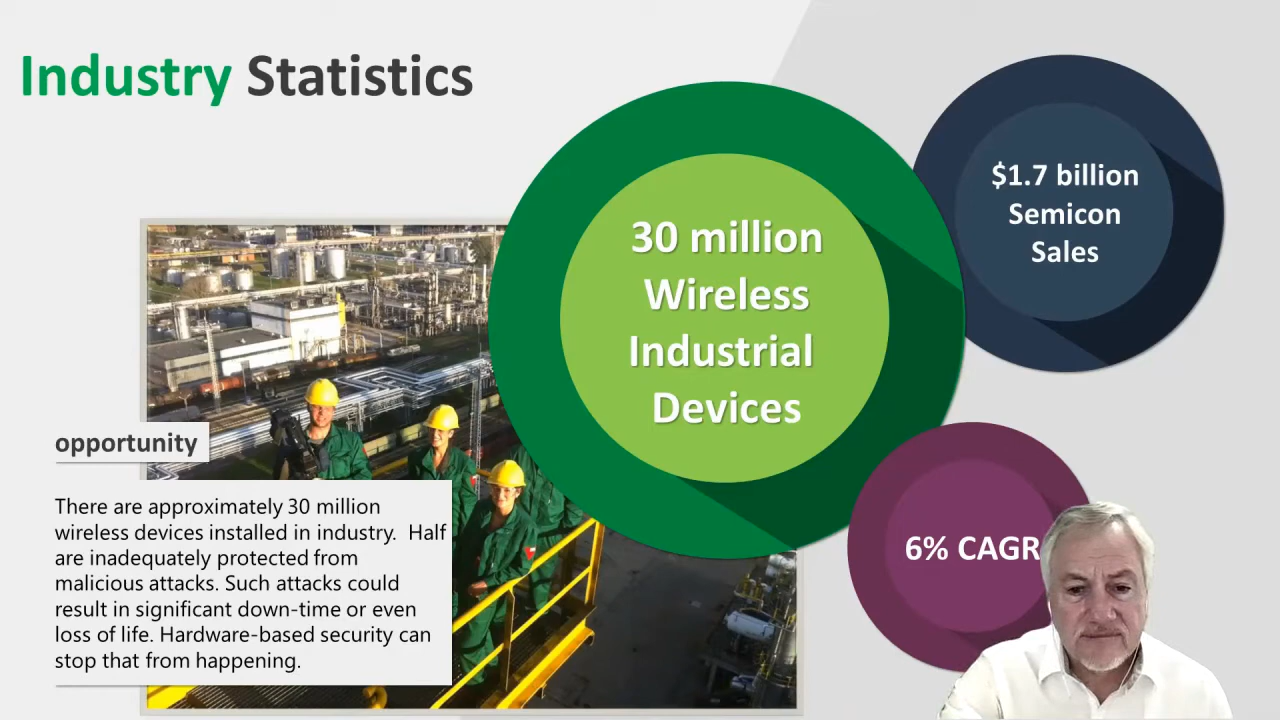 Industry Statistics
30 million
Wireless
Industrial
Devices
$1.7 billion
Semicon
Sales
6% CAGR
opportunity
There are approximately 30 million
wireless devices installed in industry.  Half
are inadequately protected from
malicious attacks. Such attacks could
result in significant down-time or even
loss of life. Hardware-based security can
stop that from happening.